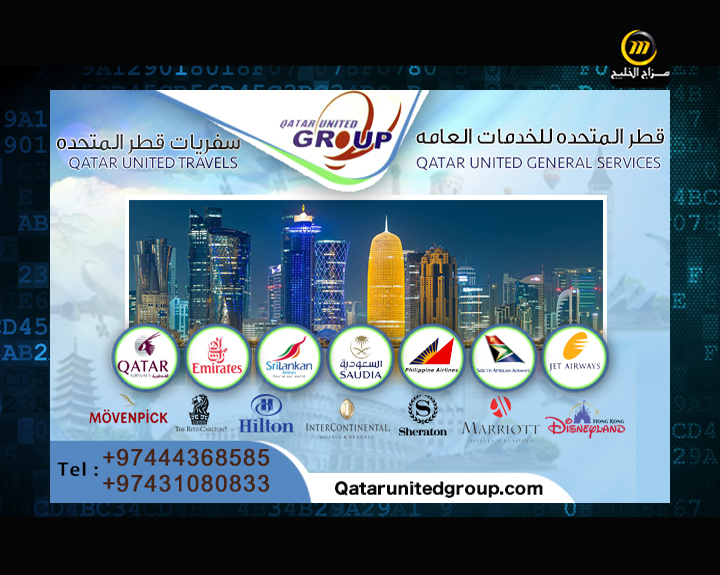 مزاج الخليج
QATAR UNITED
GROUP
سفريات قطر المتحده
QATAR UNITED TRAVELS
قطر المتحده للخدمات العامه
QATAR UNITED GENERAL SERVICES
QATAR
AIRWAYS القطرية
Emirates
SriLankan
Airlines
السعودية
SAUDIA
Philippine Airlines
SOUTH AFRICAN AIRWAYS
JET AIRWAYS
MÖVENPICK
THE RITZ-CARLTON
Hilton
INTERCONTINENTAL
HOTELS & RESORTS
S
Sheraton
Marriott
HOTELS & RESORTS
HONG KONG
DISNEYLAND
Tel : +97444368585
+97431080833
Qatarunitedgroup.com